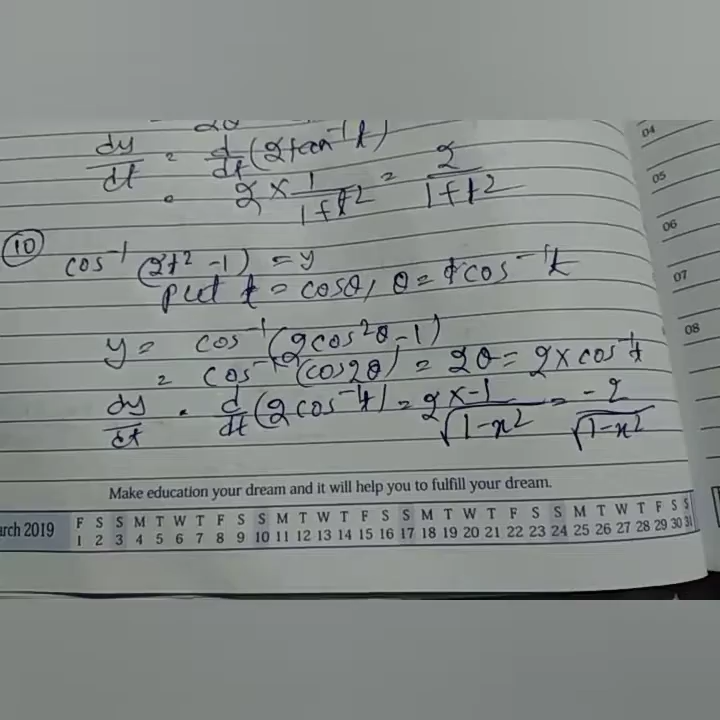 2θ
dy/dt = d/dt (2tan⁻¹t)
= 2 × 1/1+t² = 2/1+t²
(10) cos⁻¹ (2t² -1) = y
put t = cosθ, θ = cos⁻¹t
y = cos⁻¹(2cos²θ-1)
= cos⁻¹ (cos2θ) = 2θ = 2 × cos⁻¹t
dy/dt = d/dt (2cos⁻¹t) = 2 × -1/√1-x² = -2/√1-x²
04
05
06
07
08
Make education your dream and it will help you to fulfill your dream.
arch 2019
F S S M T W T F S S M T W T F S S M T W T F S S M T W T F S S
1 2 3 4 5 6 7 8 9 10 11 12 13 14 15 16 17 18 19 20 21 22 23 24 25 26 27 28 29 30 31